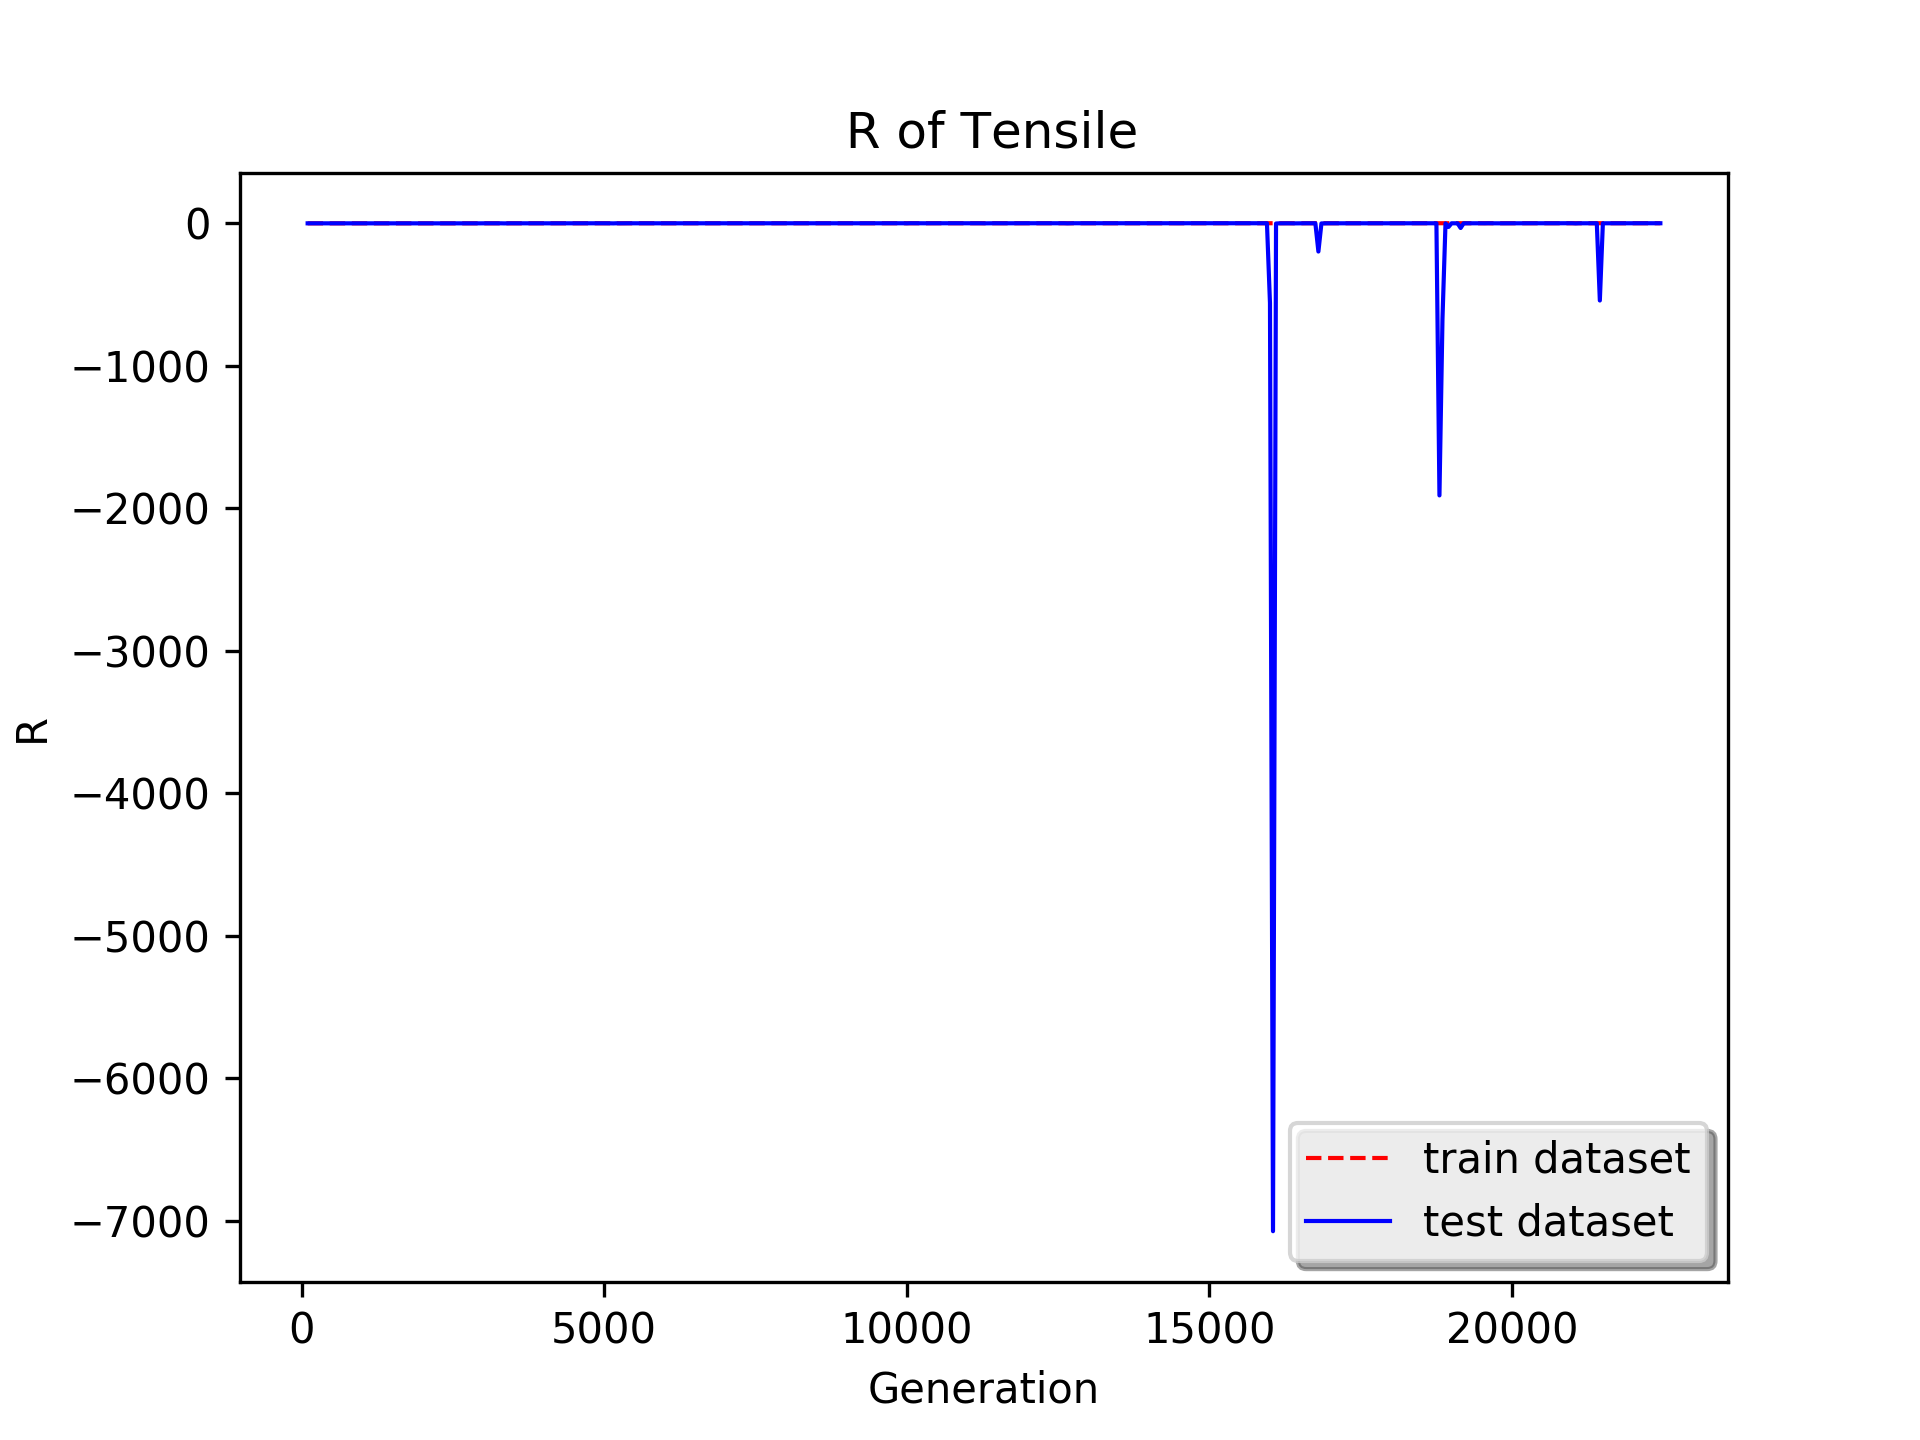 R of Tensile
0
−1000
−2000
−3000
−4000
−5000
−6000
−7000
R
train dataset
test dataset
0 5000 10000 15000 20000
Generation